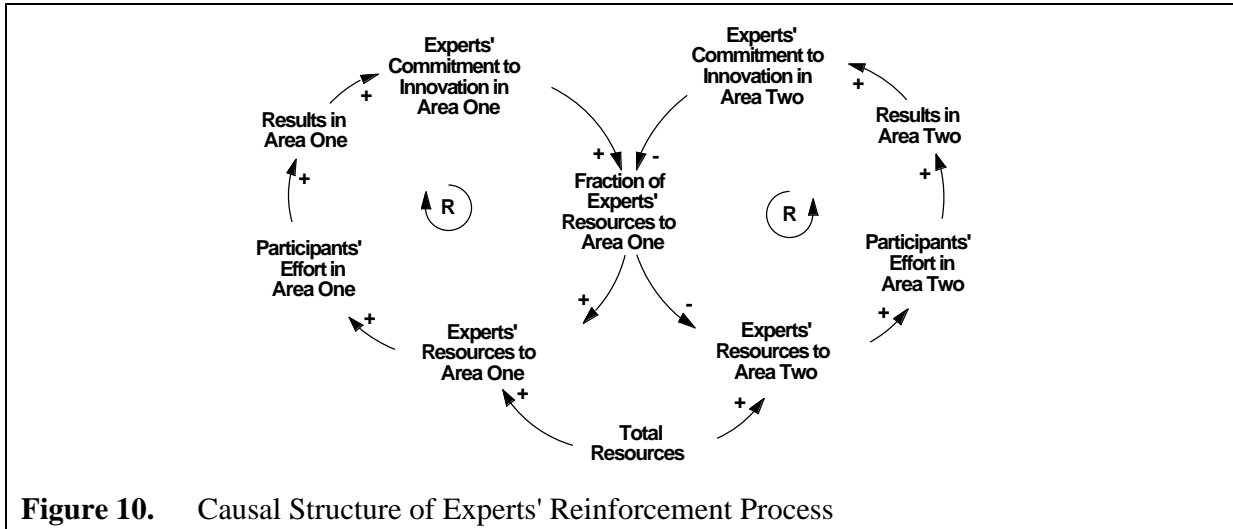 Experts'
Commitment to
Innovation in
Area One
Experts'
Commitment to
Innovation in
Area Two
+
+
Results in
Area One
Results in
Area Two
+
-
+
+
Fraction of
Experts'
Resources to
Area One
R
R
Participants'
Effort in
Area One
Participants'
Effort in
Area Two
+
-
+
+
Experts'
Resources to
Area One
Experts'
Resources to
Area Two
+
+
Total
Resources
Figure 10. Causal Structure of Experts' Reinforcement Process